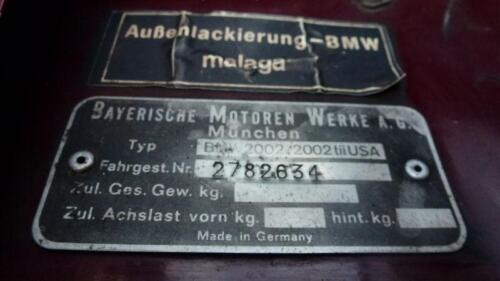 Außenlackierung-BMW
malaga
BAYERISCHE MOTOREN WERKE A.G.
München
Typ BMW 2002/2002tiiUSA
Fahrgest.Nr. 2782634
Zul. Ges. Gew. kg.
Zul. Achslast vorn kg. hint. kg.
Made in Germany